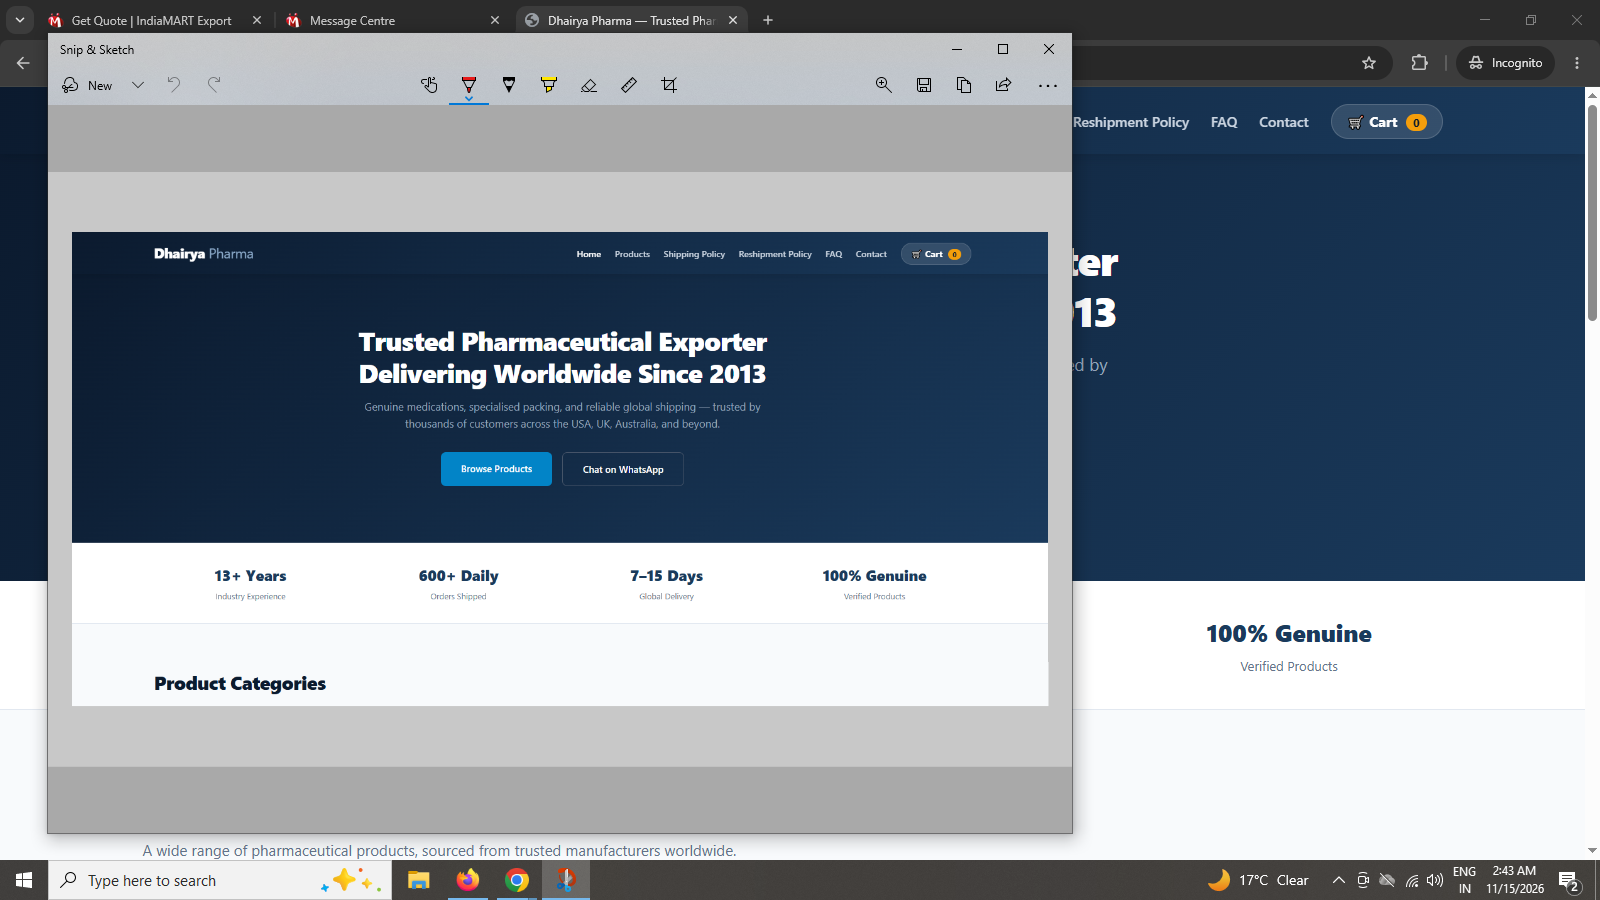 Get Quote | IndiaMART Export
Message Centre
Dhairya Pharma — Trusted Phar
Snip & Sketch
Incognito
New
Reshipment Policy
FAQ
Contact
Cart 0
Dhairya Pharma
Home
Products
Shipping Policy
Reshipment Policy
FAQ
Contact
Cart 0
Trusted Pharmaceutical Exporter
Delivering Worldwide Since 2013
Genuine medications, specialised packing, and reliable global shipping — trusted by
thousands of customers across the USA, UK, Australia, and beyond.
Browse Products
Chat on WhatsApp
ter
013
ed by
13+ Years
Industry Experience
600+ Daily
Orders Shipped
7–15 Days
Global Delivery
100% Genuine
Verified Products
100% Genuine
Verified Products
Product Categories
A wide range of pharmaceutical products, sourced from trusted manufacturers worldwide.
Type here to search
17°C Clear
ENG
IN
2:43 AM
11/15/2026
2